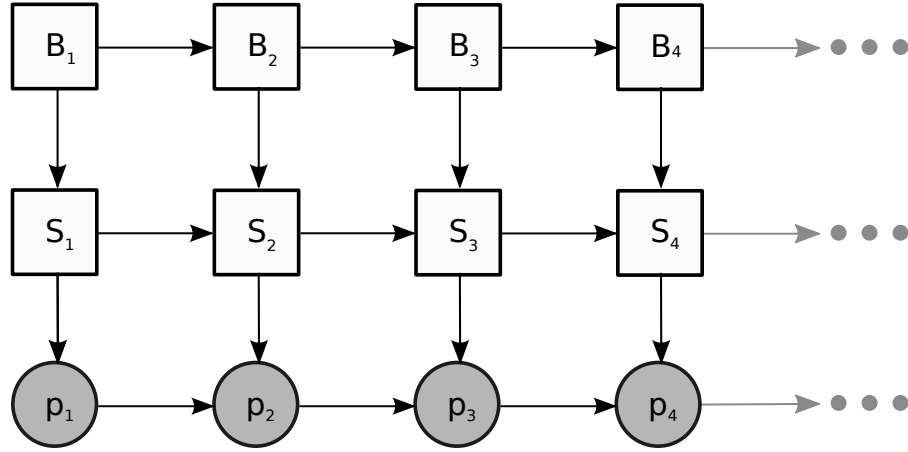 B₁ B₂ B₃ B₄
S₁ S₂ S₃ S₄
p₁ p₂ p₃ p₄